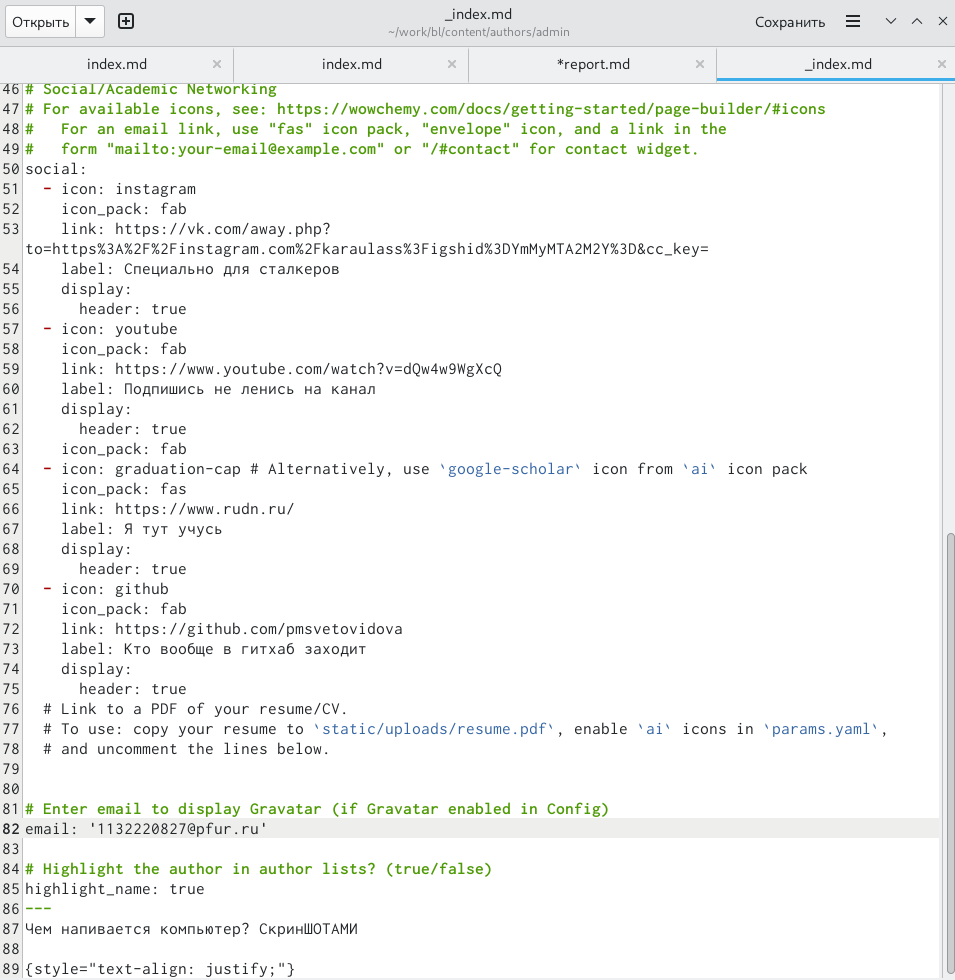 Открыть
_index.md
~/work/bl/content/authors/admin
Сохранить
index.md
index.md
*report.md
_index.md
46 # Social/Academic Networking
47 # For available icons, see: https://wowchemy.com/docs/getting-started/page-builder/#icons
48 #   For an email link, use "fas" icon pack, "envelope" icon, and a link in the
49 #   form "mailto:your-email@example.com" or "/#contact" for contact widget.
50 social:
51   - icon: instagram
52     icon_pack: fab
53     link: https://vk.com/away.php?
to=https%3A%2F%2Finstagram.com%2Fkaraulass%3Figshid%3DYmMyMTA2M2Y%3D&cc_key=
54     label: Специально для сталкеров
55     display:
56       header: true
57   - icon: youtube
58     icon_pack: fab
59     link: https://www.youtube.com/watch?v=dQw4w9WgXcQ
60     label: Подпишись не ленись на канал
61     display:
62       header: true
63     icon_pack: fab
64   - icon: graduation-cap # Alternatively, use `google-scholar` icon from `ai` icon pack
65     icon_pack: fas
66     link: https://www.rudn.ru/
67     label: Я тут учусь
68     display:
69       header: true
70   - icon: github
71     icon_pack: fab
72     link: https://github.com/pmsvetovidova
73     label: Кто вообще в гитхаб заходит
74     display:
75       header: true
76   # Link to a PDF of your resume/CV.
77   # To use: copy your resume to `static/uploads/resume.pdf`, enable `ai` icons in `params.yaml`,
78   # and uncomment the lines below.
79
80
81 # Enter email to display Gravatar (if Gravatar enabled in Config)
82 email: '1132220827@pfur.ru'
83
84 # Highlight the author in author lists? (true/false)
85 highlight_name: true
86 ---
87 Чем напивается компьютер? СкринШОТАМИ
88
89 {style="text-align: justify;"}